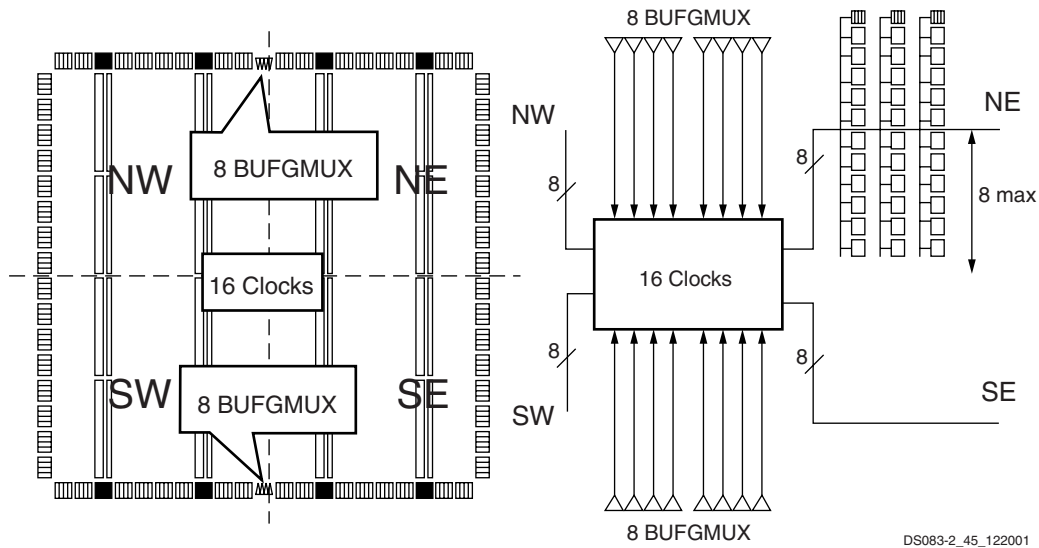 NW
8 BUFGMUX
NE
16 Clocks
SW
8 BUFGMUX
SE
8 BUFGMUX
NW
8
8
NE
8 max
16 Clocks
8
SW
8
SE
8 BUFGMUX
DS083-2_45_122001